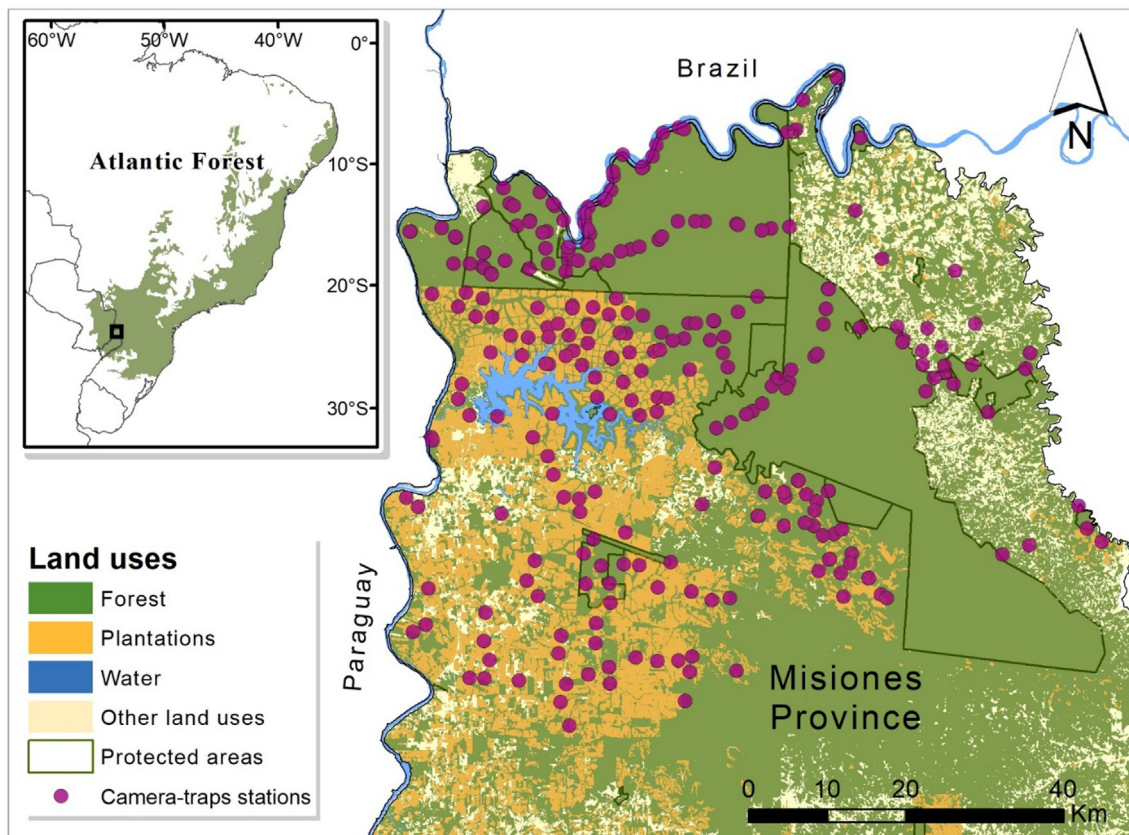 60°W 50°W 40°W
0°
Atlantic Forest
10°S
20°S
30°S
Brazil
N
Land uses
Forest
Plantations
Water
Other land uses
Protected areas
Camera-traps stations
Paraguay
Misiones
Province
0 10 20 40
Km